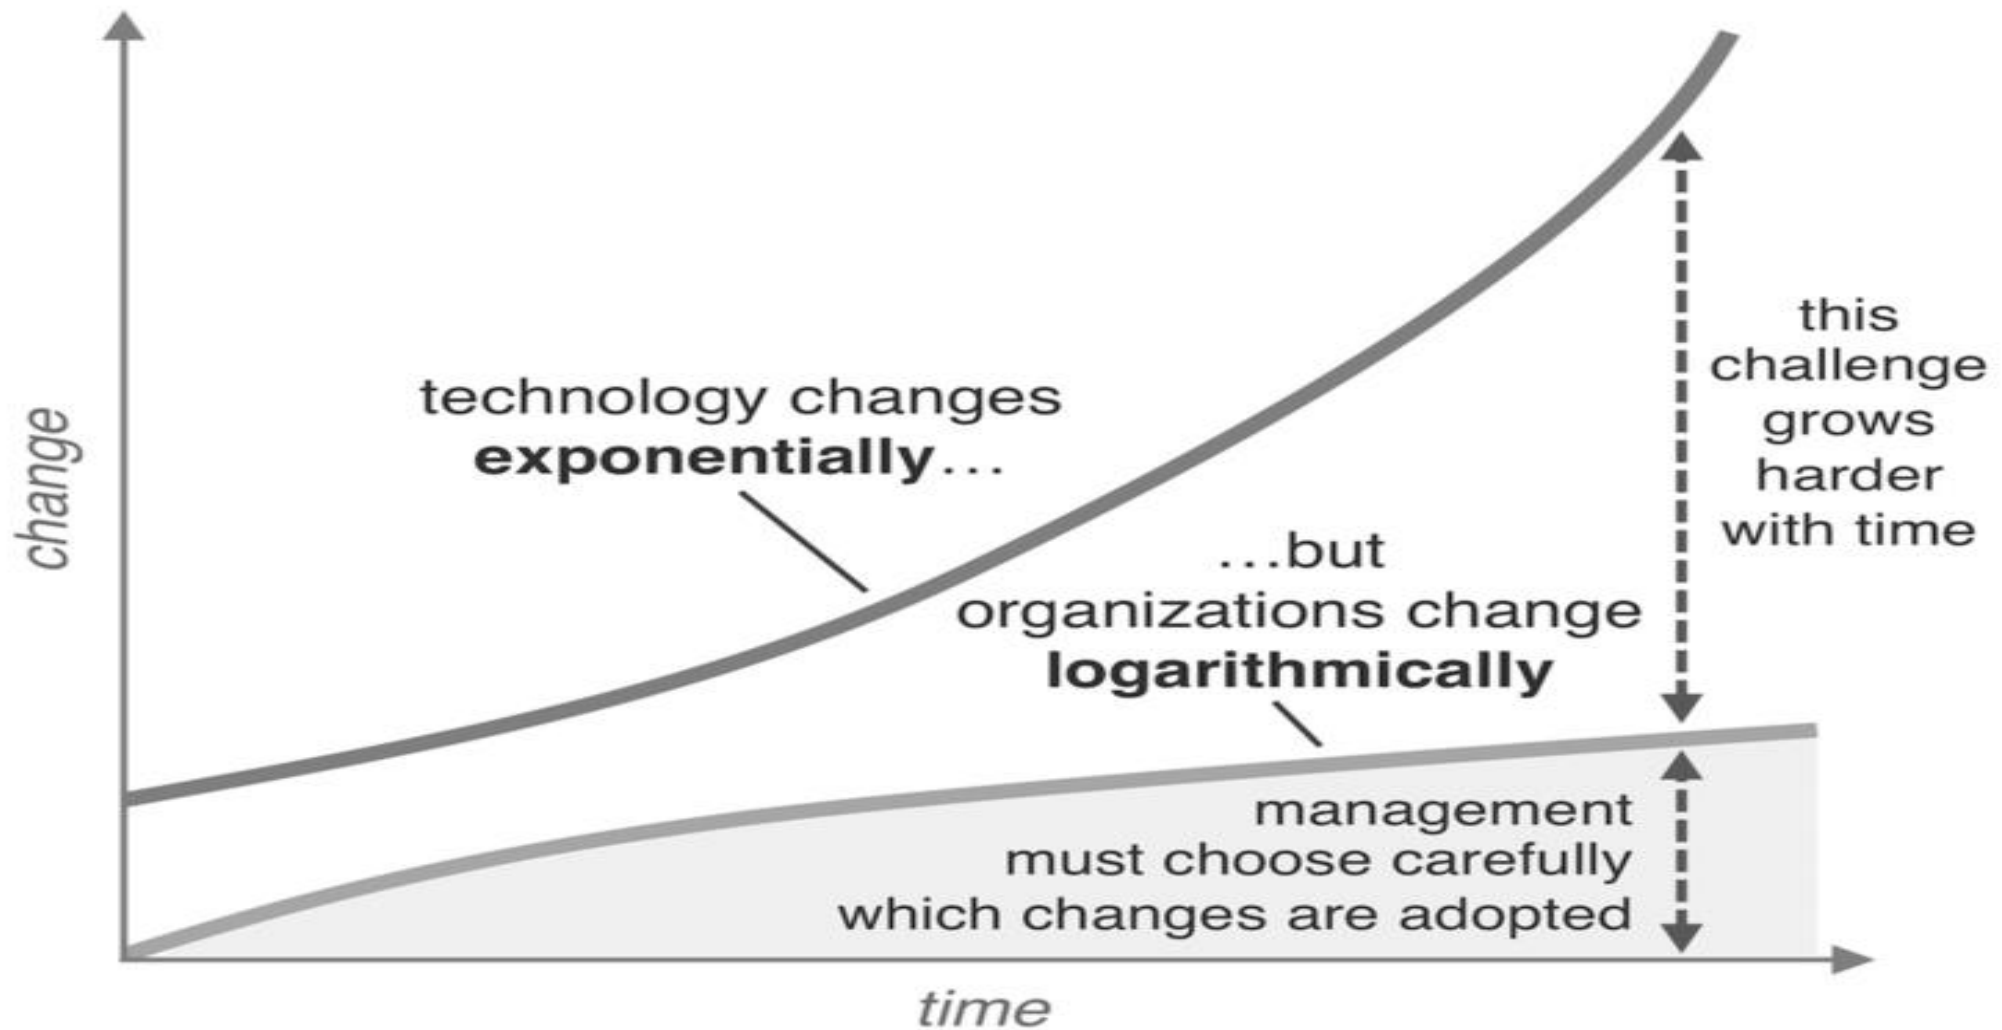 change
technology changes
exponentially...
...but
organizations change
logarithmically
this
challenge
grows
harder
with time
management
must choose carefully
which changes are adopted
time